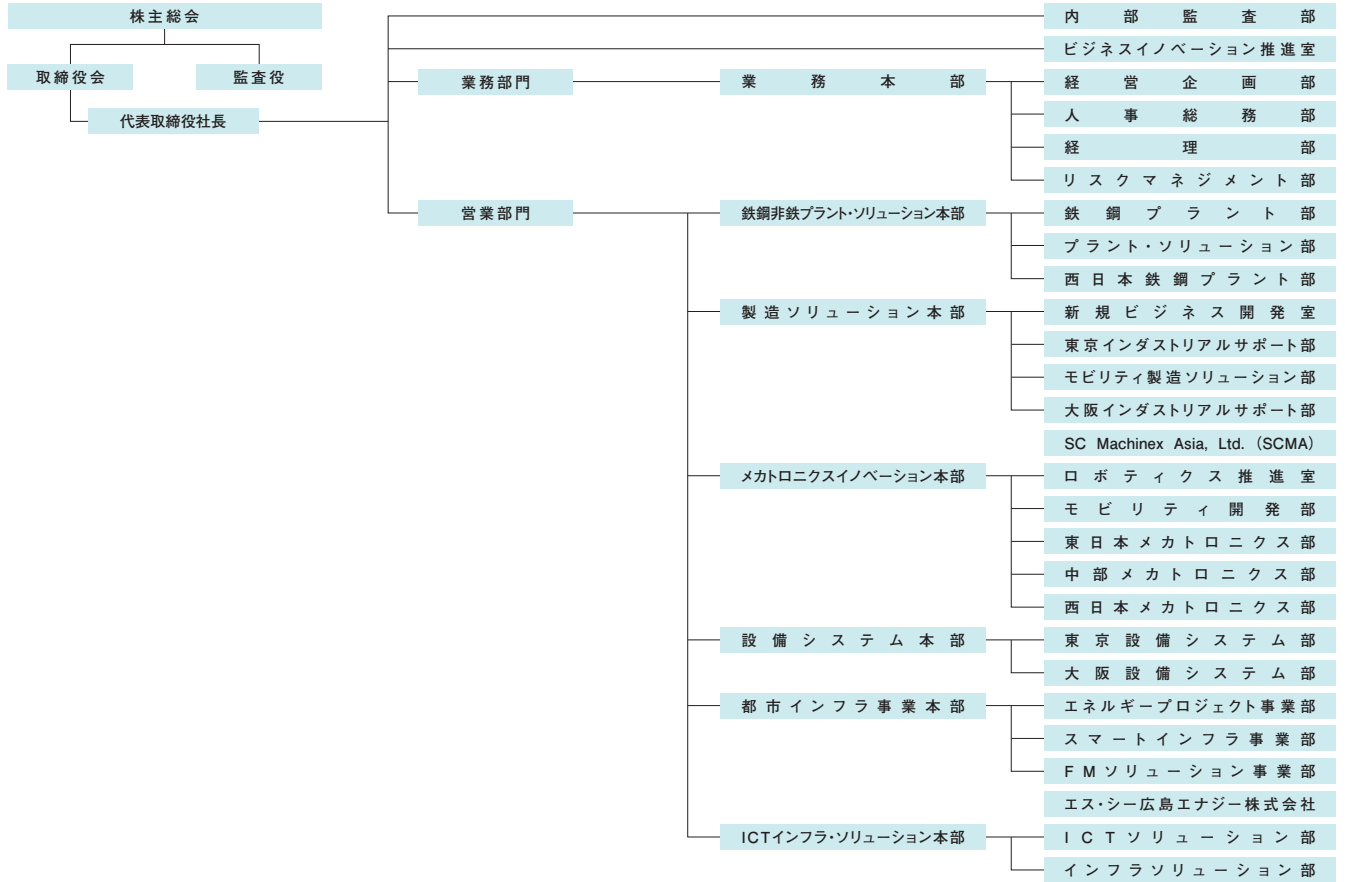 株主総会
取締役会
監査役
代表取締役社長
内部監査部
ビジネスイノベーション推進室
業務部門
業務本部
経営企画部
人事総務部
経理部
リスクマネジメント部
営業部門
鉄鋼非鉄プラント・ソリューション本部
鉄鋼プラント部
プラント・ソリューション部
西日本鉄鋼プラント部
製造ソリューション本部
新規ビジネス開発室
東京インダストリアルサポート部
モビリティ製造ソリューション部
大阪インダストリアルサポート部
SC Machinex Asia, Ltd. (SCMA)
メカトロニクスイノベーション本部
ロボティクス推進室
モビリティ開発部
東日本メカトロニクス部
中部メカトロニクス部
西日本メカトロニクス部
設備システム本部
東京設備システム部
大阪設備システム部
都市インフラ事業本部
エネルギープロジェクト事業部
スマートインフラ事業部
FMソリューション事業部
エス・シー広島エナジー株式会社
ICTインフラ・ソリューション本部
ICTソリューション部
インフラソリューション部